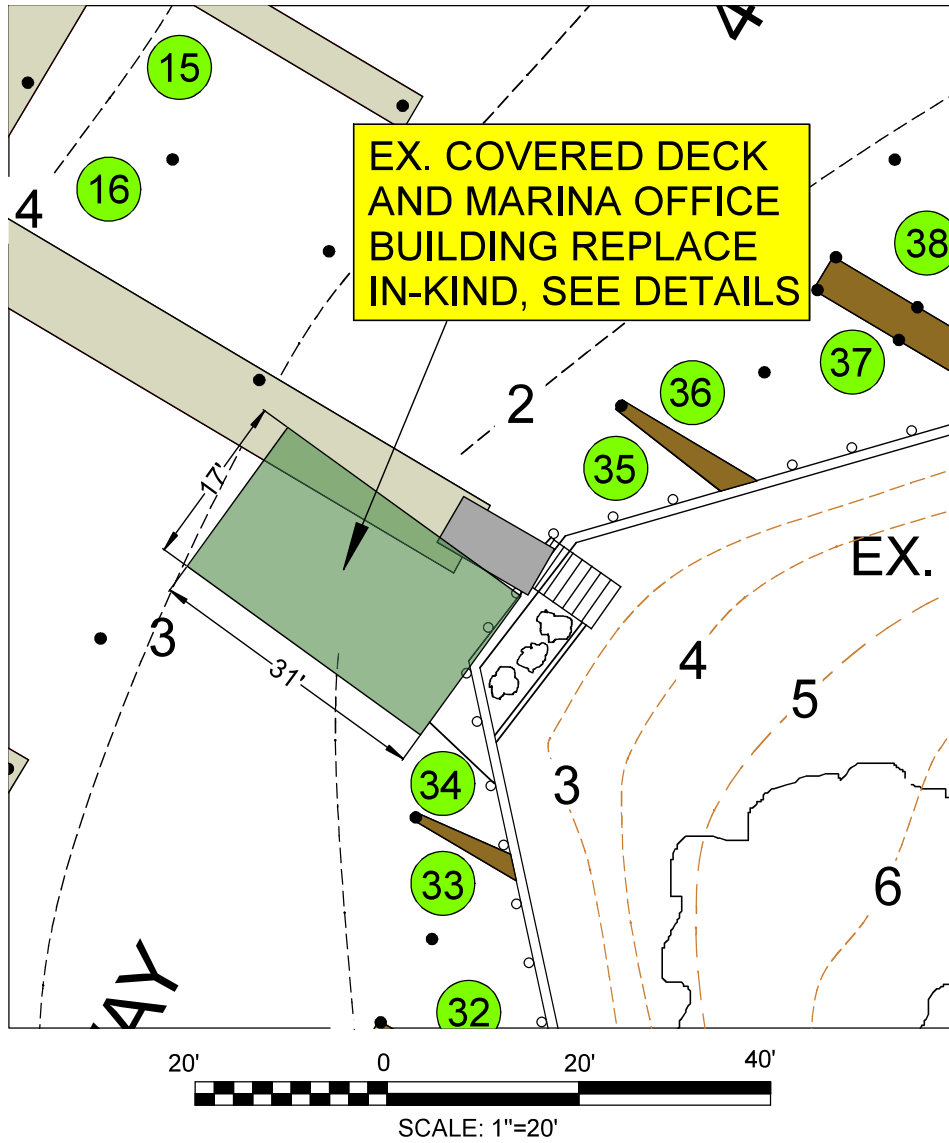 4
15
16
4
EX. COVERED DECK
AND MARINA OFFICE
BUILDING REPLACE
IN-KIND, SEE DETAILS
38
37
36
2
35
17'
EX.
3
31'
4
5
34
3
33
6
32
20' 0 20' 40'
SCALE: 1"=20'